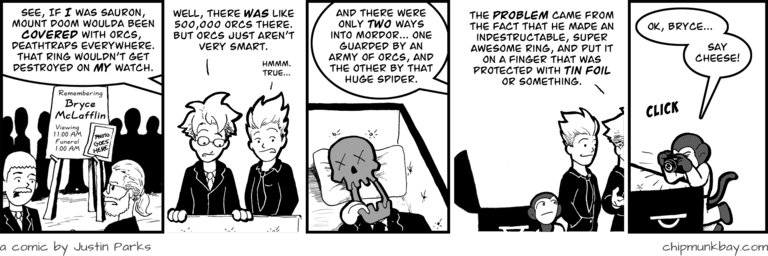 SEE, IF I WAS SAURON,
MOUNT DOOM WOULDA BEEN
COVERED WITH ORCS,
DEATHTRAPS EVERYWHERE.
THAT RING WOULDN'T GET
DESTROYED ON MY WATCH.
Remembering
Bryce
McLafflin
Viewing
11:00 AM
Funeral
1:00 AM
PHOTO
GOES
HERE
WELL, THERE WAS LIKE
500,000 ORCS THERE.
BUT ORCS JUST AREN'T
VERY SMART.
HMMM.
TRUE...
AND THERE WERE
ONLY TWO WAYS
INTO MORDOR... ONE
GUARDED BY AN
ARMY OF ORCS, AND
THE OTHER BY THAT
HUGE SPIDER.
THE PROBLEM CAME FROM
THE FACT THAT HE MADE AN
INDESTRUCTABLE, SUPER
AWESOME RING, AND PUT IT
ON A FINGER THAT WAS
PROTECTED WITH TIN FOIL
OR SOMETHING.
OK, BRYCE...
SAY
CHEESE!
CLICK
a comic by Justin Parks
chipmunkbay.com